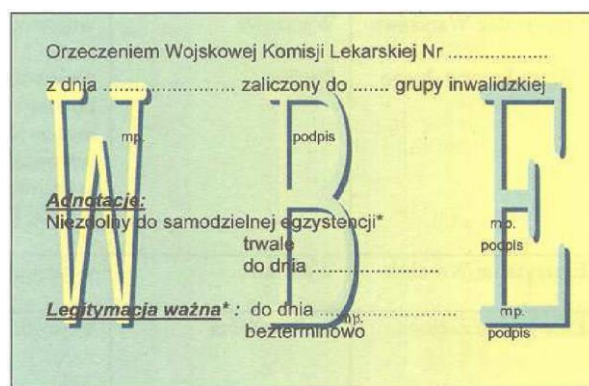 Orzeczeniem Wojskowej Komisji Lekarskiej Nr ...................
z dnia ........................ zaliczony do ....... grupy inwalidzkiej
W B E
mp. podpis
Adnotacje:
Niezdolny do samodzielnej egzystencji* mp.
trwale podpis
do dnia .......................
Legitymacja ważna* : do dnia ........................... mp.
mp.
bezterminowo podpis